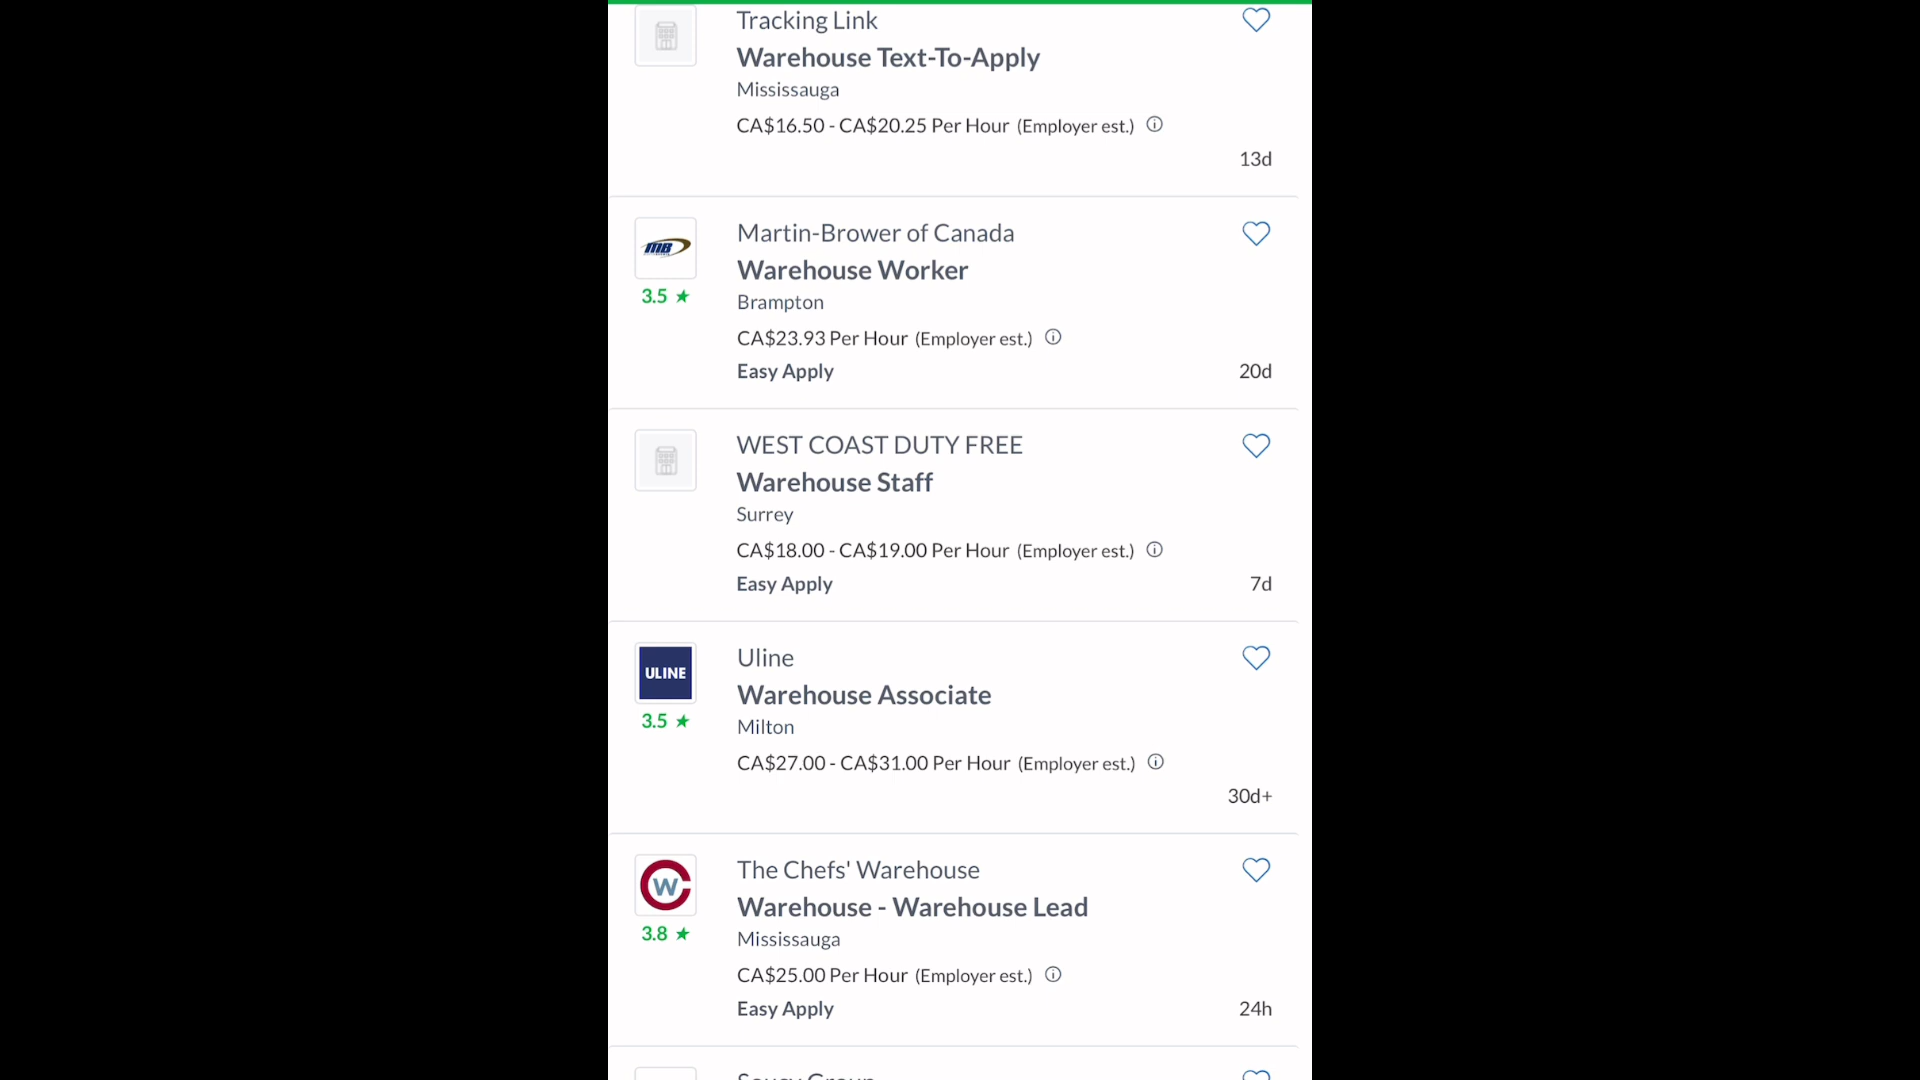 Tracking Link
Warehouse Text-To-Apply
Mississauga
CA$16.50 - CA$20.25 Per Hour (Employer est.)
13d
MB
3.5 ★
Martin-Brower of Canada
Warehouse Worker
Brampton
CA$23.93 Per Hour (Employer est.)
Easy Apply
20d
WEST COAST DUTY FREE
Warehouse Staff
Surrey
CA$18.00 - CA$19.00 Per Hour (Employer est.)
Easy Apply
7d
ULINE
3.5 ★
Uline
Warehouse Associate
Milton
CA$27.00 - CA$31.00 Per Hour (Employer est.)
30d+
CW
3.8 ★
The Chefs' Warehouse
Warehouse - Warehouse Lead
Mississauga
CA$25.00 Per Hour (Employer est.)
Easy Apply
24h